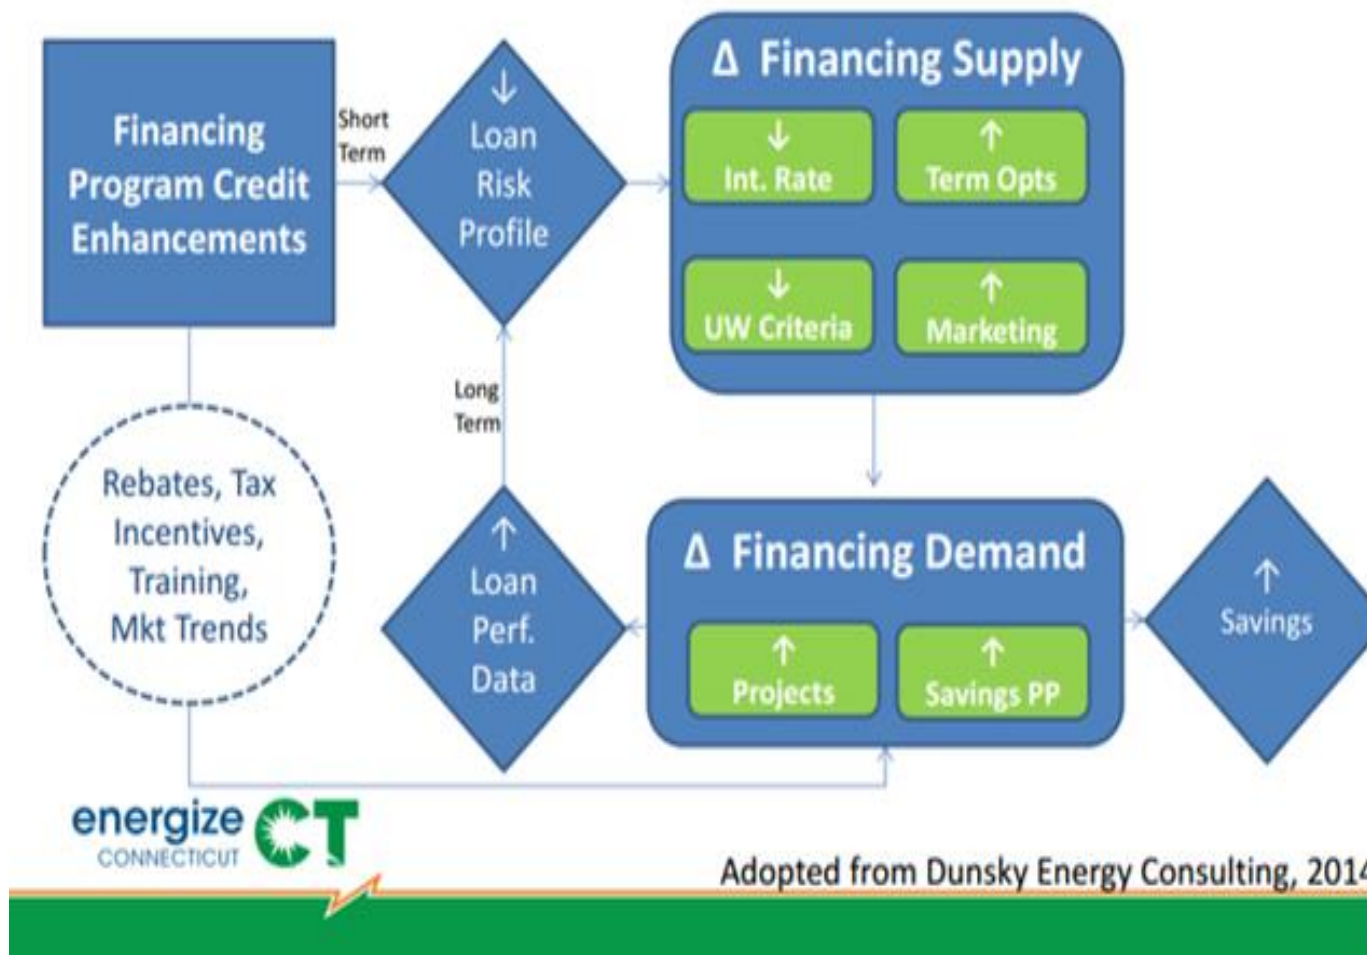 Financing
Program Credit
Enhancements
Short
Term
↓
Loan
Risk
Profile
Δ Financing Supply
↓
Int. Rate
↑
Term Opts
↓
UW Criteria
↑
Marketing
Long
Term
Rebates, Tax
Incentives,
Training,
Mkt Trends
↑
Loan
Perf.
Data
Δ Financing Demand
↑
Projects
↑
Savings PP
↑
Savings
energize CT
CONNECTICUT
Adopted from Dunsky Energy Consulting, 2014